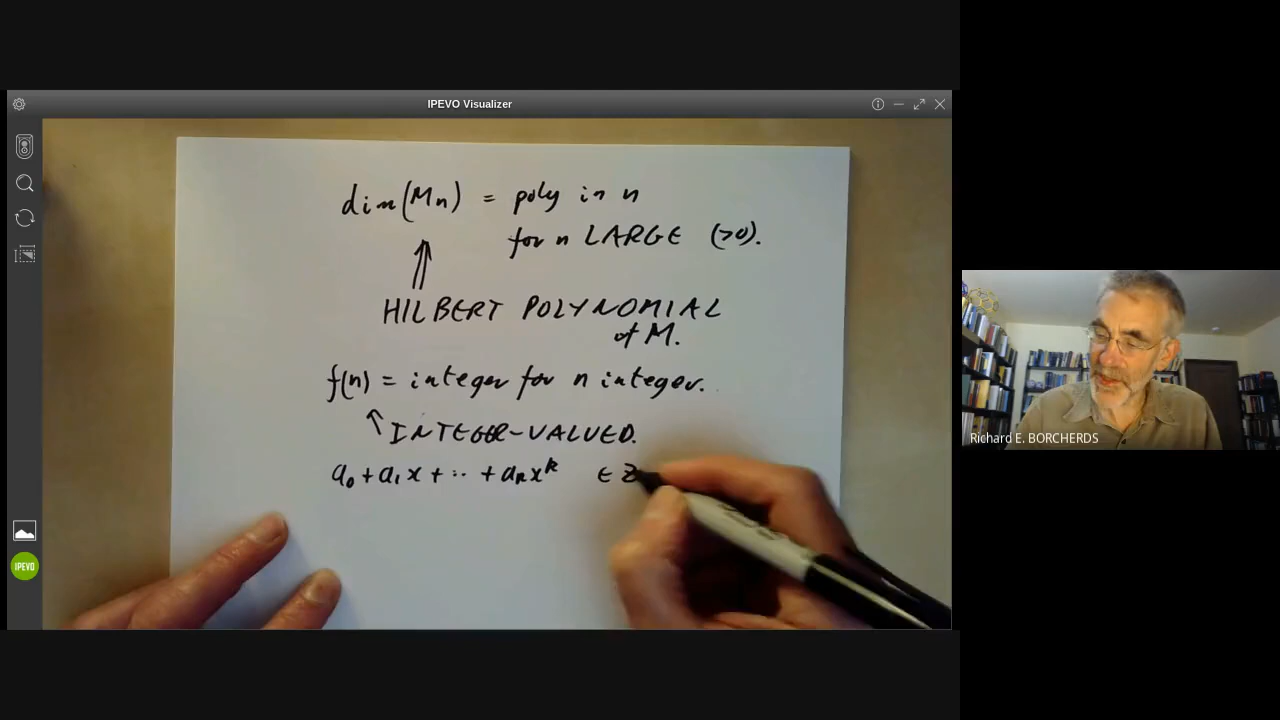 IPEVO Visualizer
dim(Mn) = poly in n
for n LARGE (>0).
HILBERT POLYNOMIAL
of M.
f(n) = integer for n integer.
INTEGER-VALUED.
a₀+a₁x+··+aₖxᵏ ∈ Z
IPEVO
Richard E. BORCHERDS